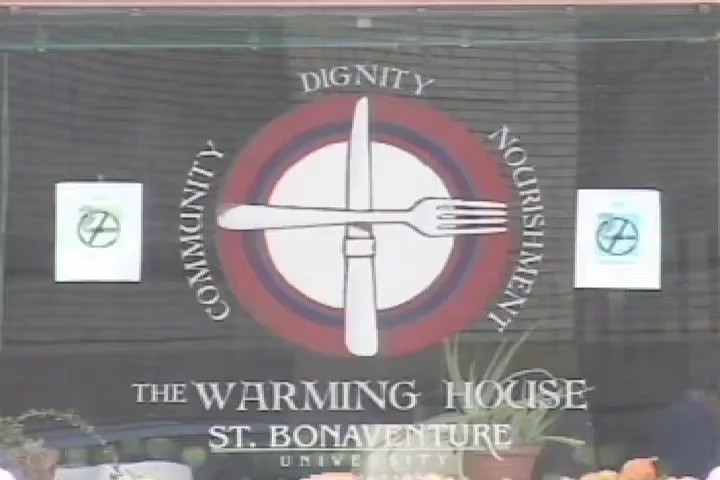 DIGNITY
COMMUNITY
NOURISHMENT
THE WARMING HOUSE
ST. BONAVENTURE
UNIVERSITY